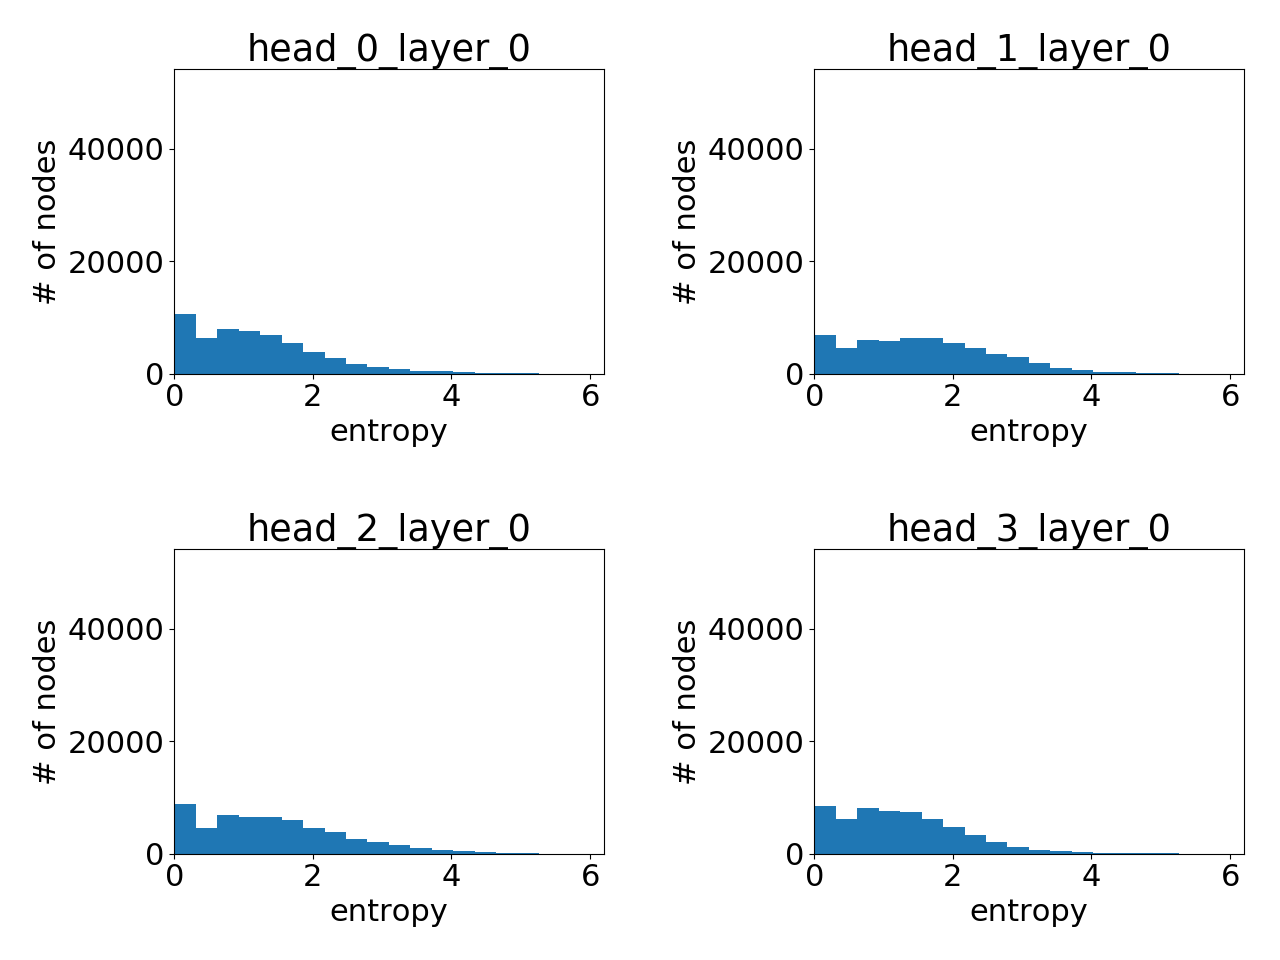 head_0_layer_0
# of nodes
40000
20000
0
0 2 4 6
entropy
head_1_layer_0
# of nodes
40000
20000
0
0 2 4 6
entropy
head_2_layer_0
# of nodes
40000
20000
0
0 2 4 6
entropy
head_3_layer_0
# of nodes
40000
20000
0
0 2 4 6
entropy